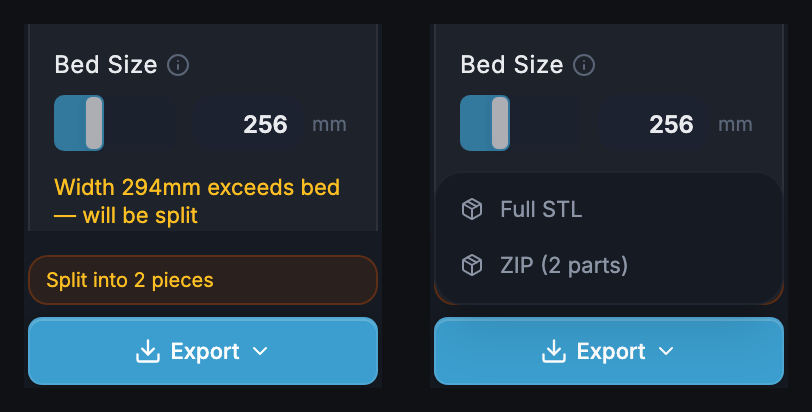 Bed Size
256 mm
Width 294mm exceeds bed
— will be split
Split into 2 pieces
Export
Bed Size
256 mm
Full STL
ZIP (2 parts)
Export